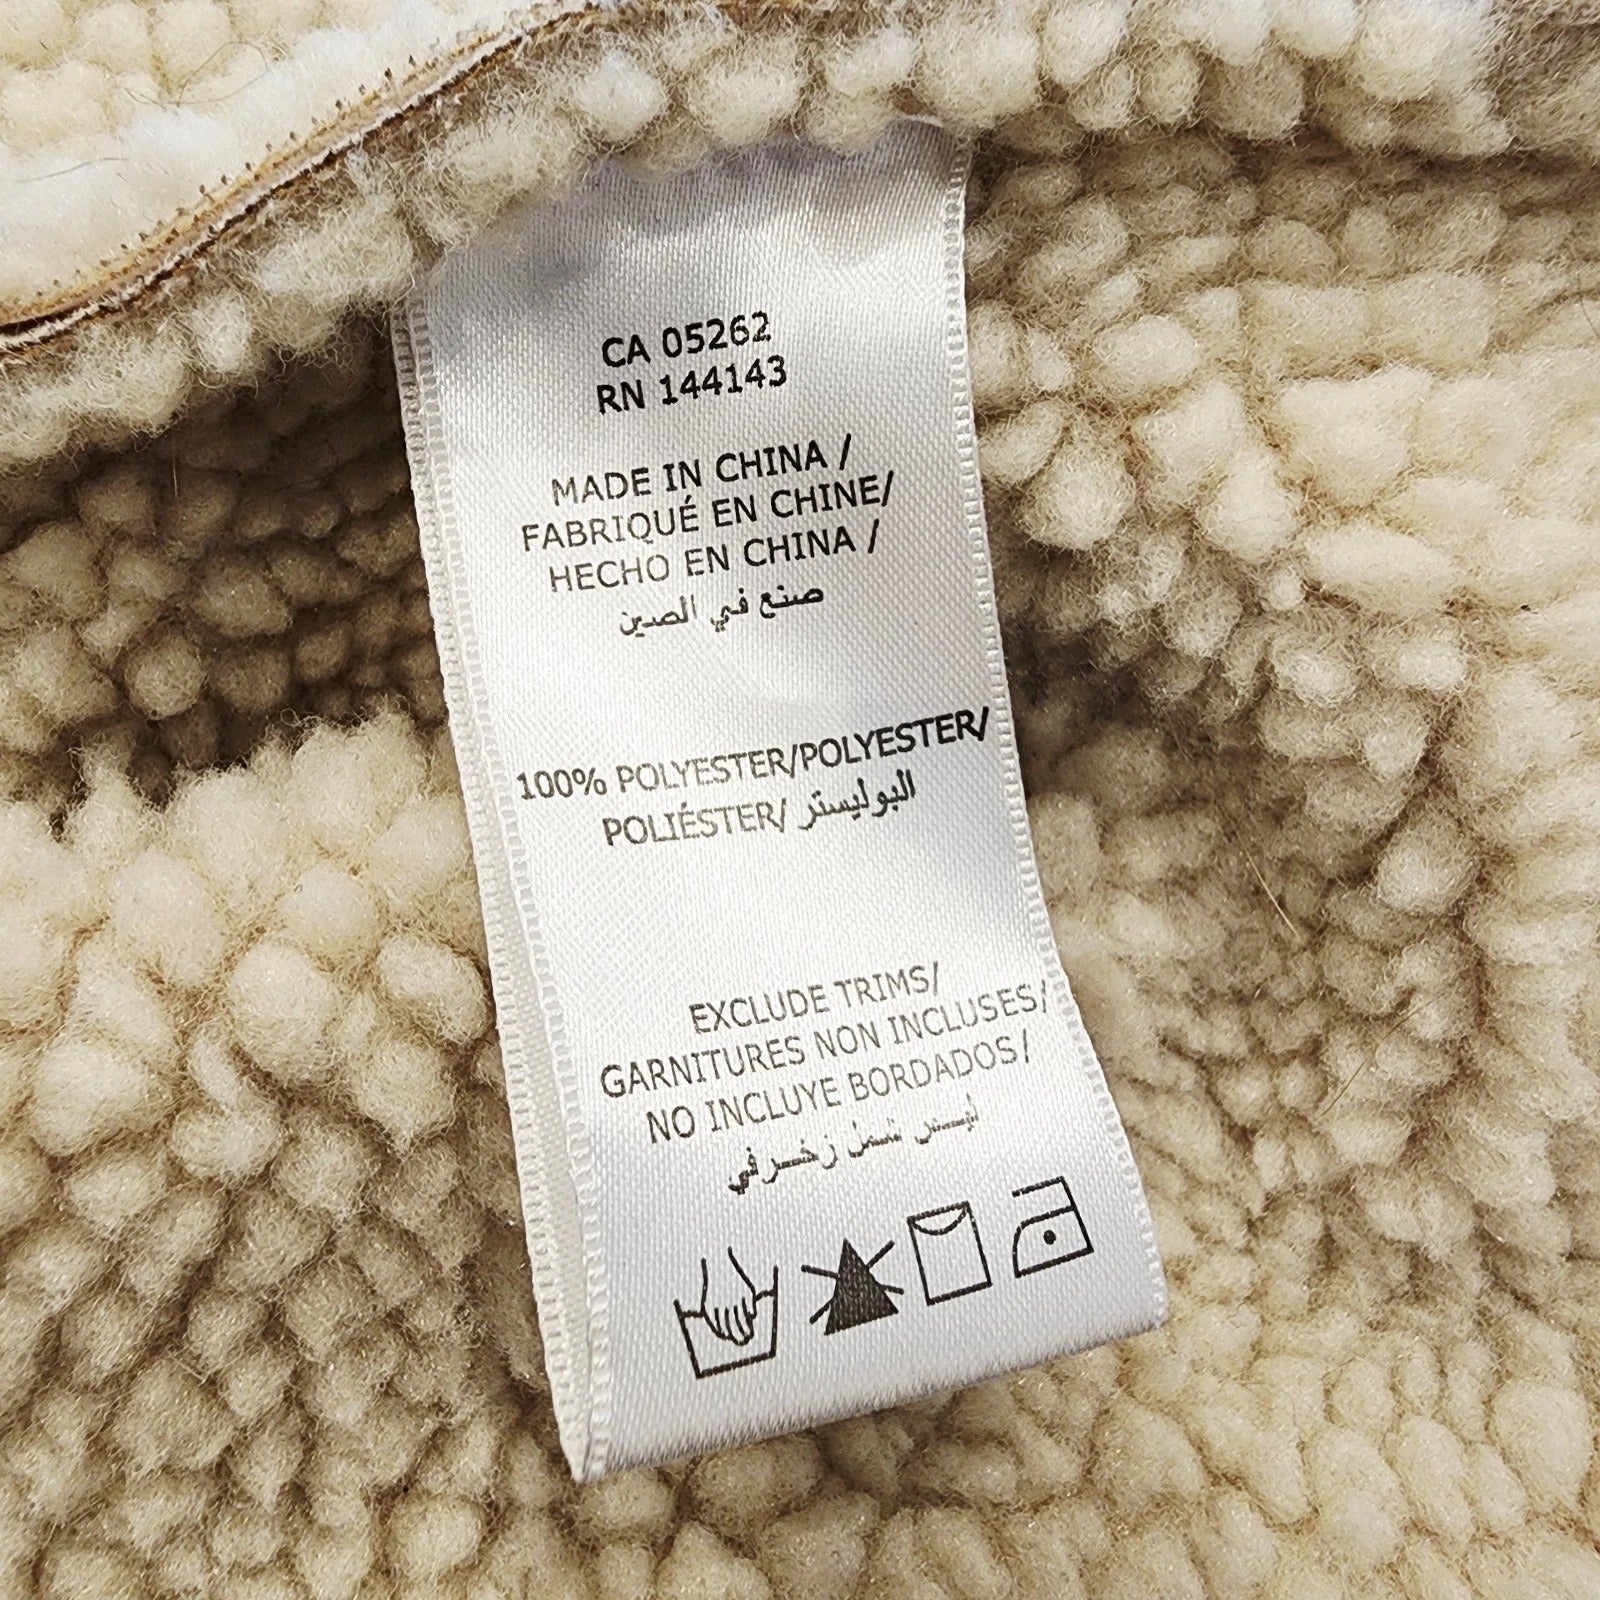 CA 05262
RN 144143
MADE IN CHINA /
FABRIQUÉ EN CHINE/
HECHO EN CHINA /
صنع في الصين
100% POLYESTER/POLYESTER/
POLIÉSTER/ البوليستر
EXCLUDE TRIMS/
GARNITURES NON INCLUSES/
NO INCLUYE BORDADOS/